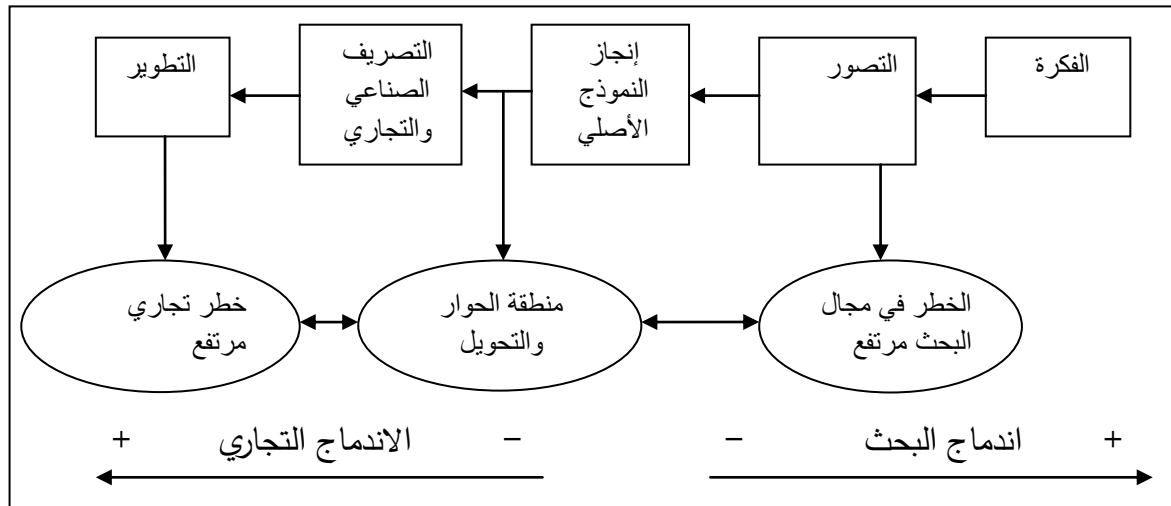 الفكرة
التصور
إنجاز
النموذج
الأصلي
التصريف
الصناعي
والتجاري
التطوير
الخطر في مجال
البحث مرتفع
منطقة الحوار
والتحويل
خطر تجاري
مرتفع
+ اندماج البحث −
− الاندماج التجاري +